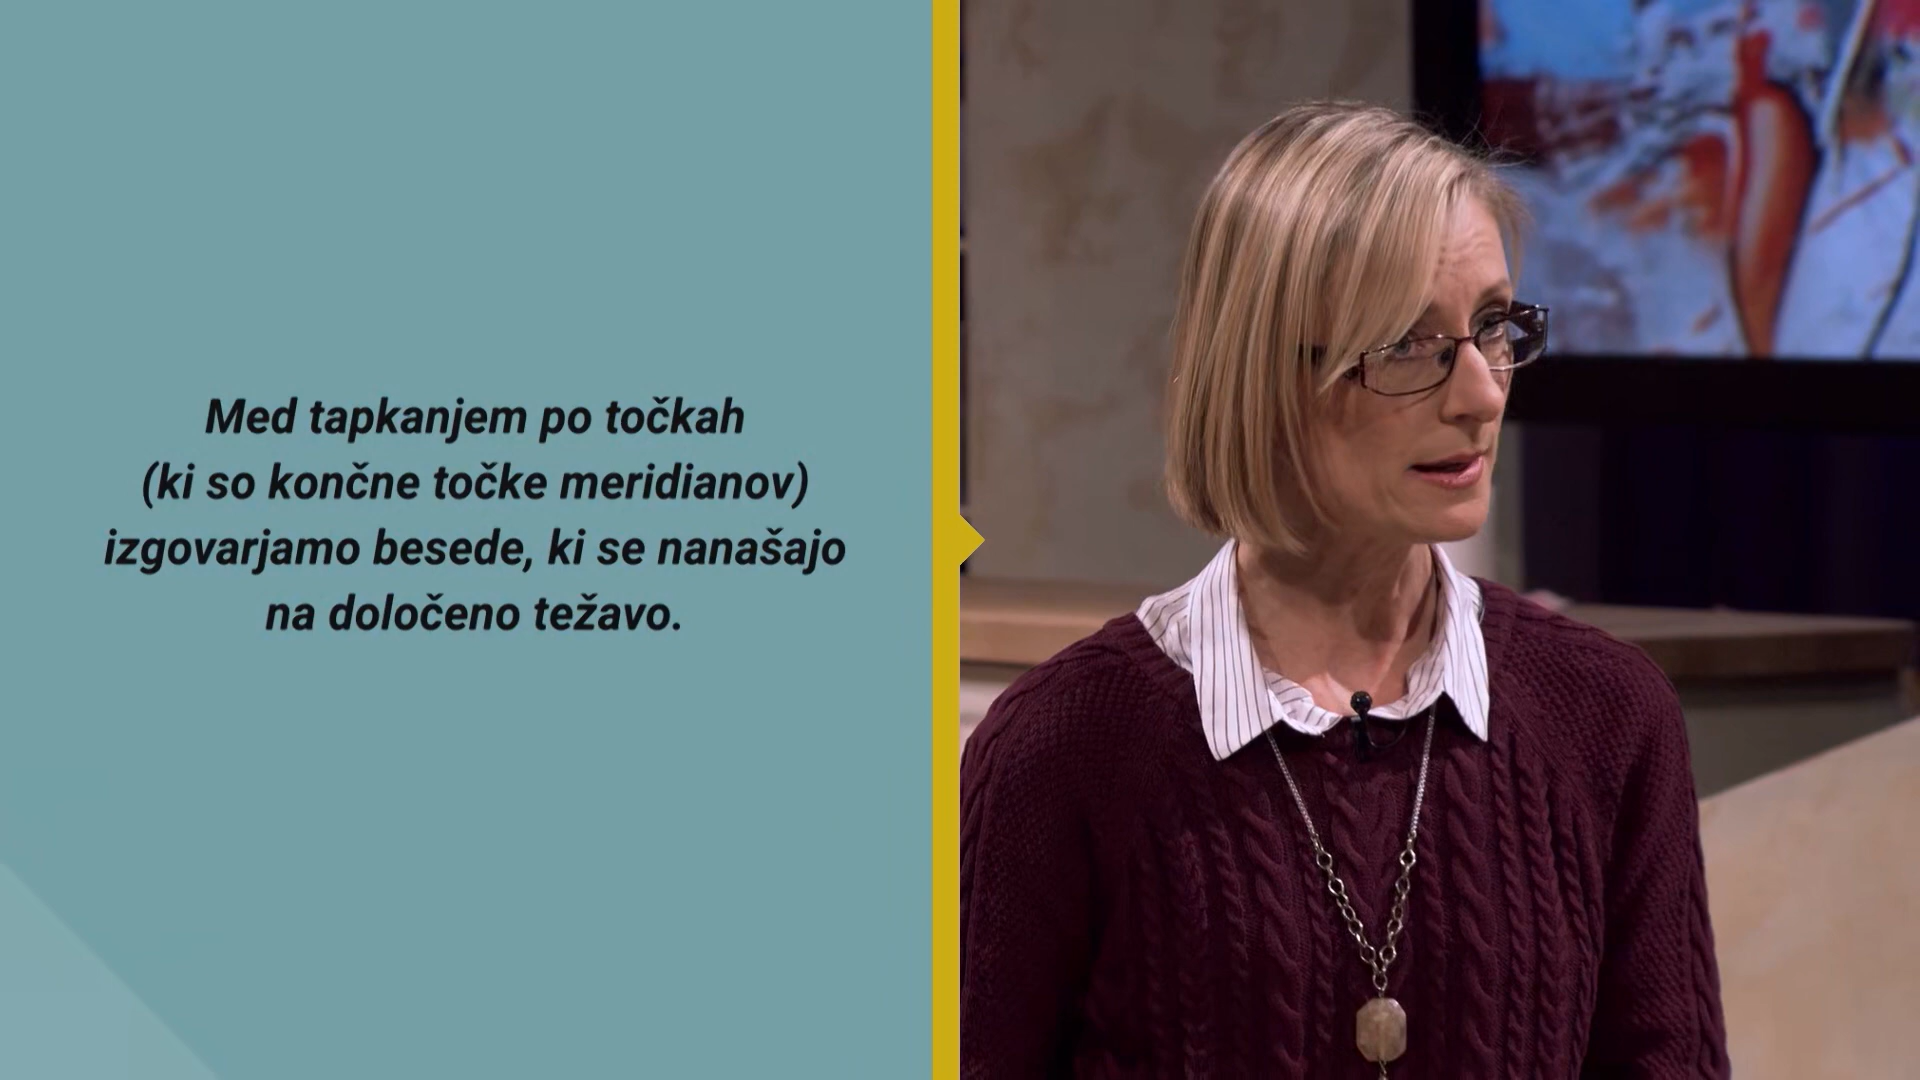 Med tapkanjem po točkah
(ki so končne točke meridianov)
izgovarjamo besede, ki se nanašajo
na določeno težavo.